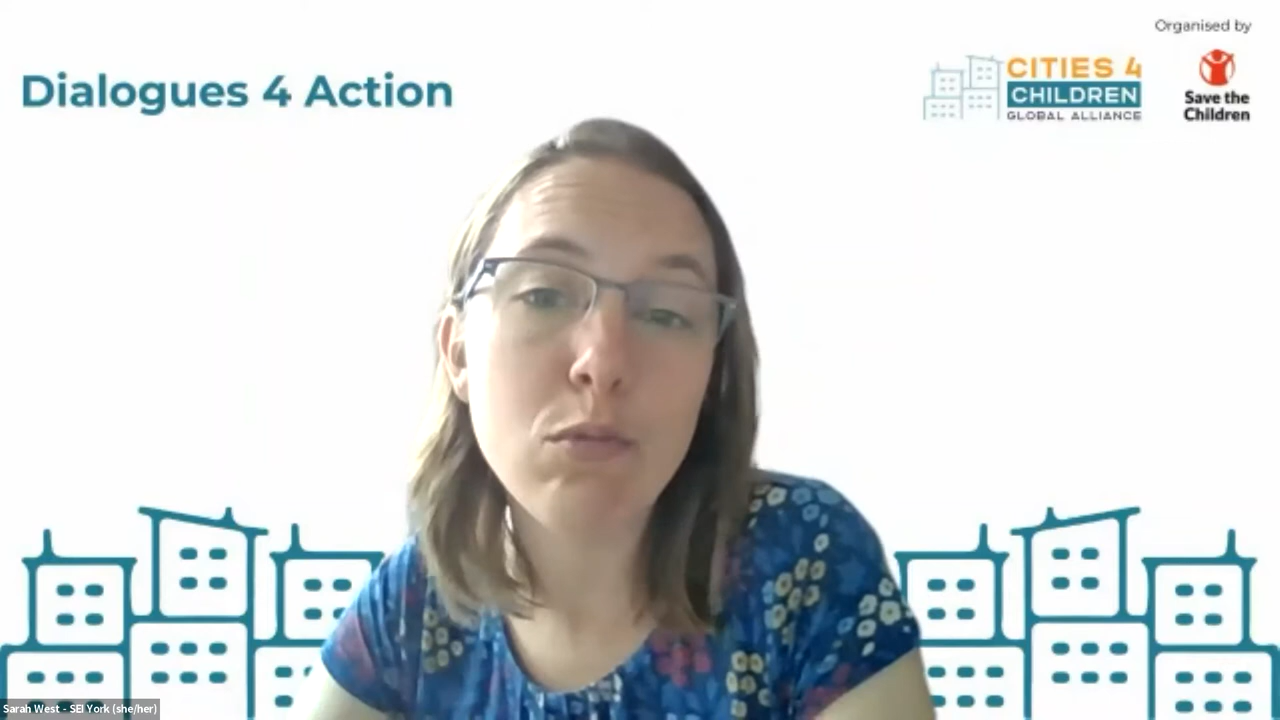 Organised by
Dialogues 4 Action
CITIES 4
CHILDREN
GLOBAL ALLIANCE
Save the
Children
Sarah West - SEI York (she/her)